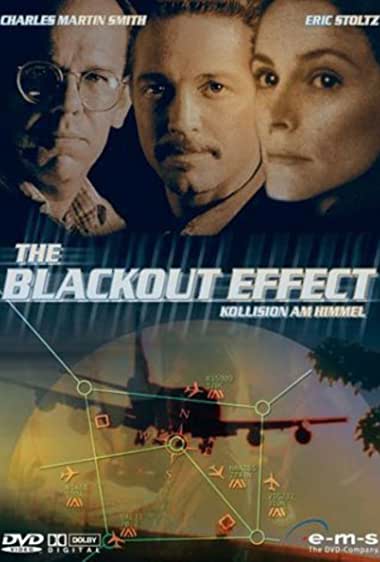 CHARLES MARTIN SMITH
ERIC STOLTZ
THE
BLACKOUT EFFECT
KOLLISION AM HIMMEL
N
W
S
DVD
VIDEO
DOLBY
DIGITAL
e-m-s
The DVD-Company